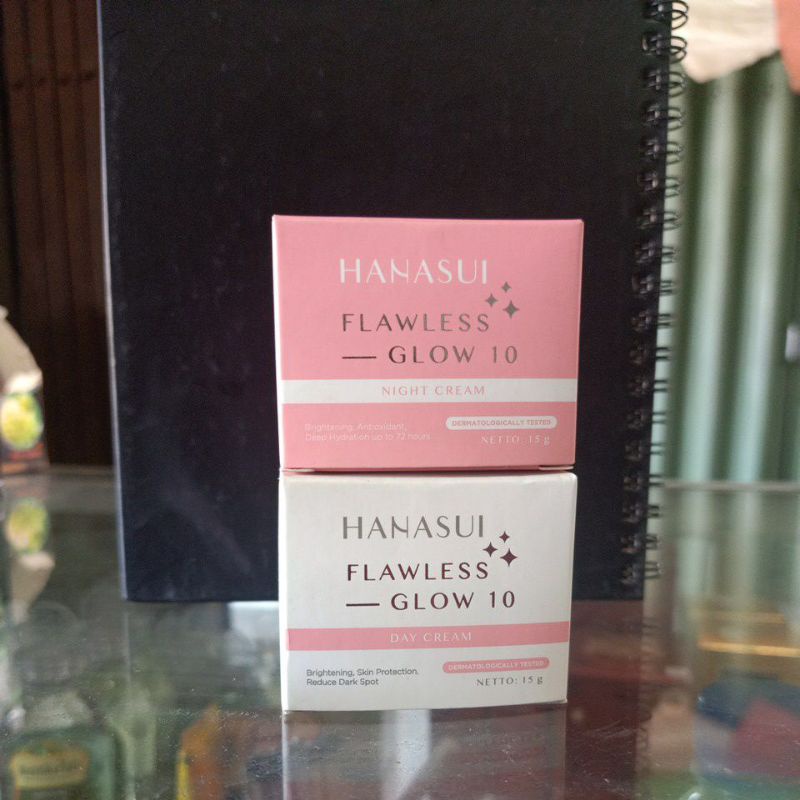 HANASUI
FLAWLESS
— GLOW 10
NIGHT CREAM
Brightening, Antioxidant,
Deep Hydration up to 72 hours
DERMATOLOGICALLY TESTED
NETTO: 15 g
HANASUI
FLAWLESS
— GLOW 10
DAY CREAM
Brightening, Skin Protection,
Reduce Dark Spot
DERMATOLOGICALLY TESTED
NETTO: 15 g